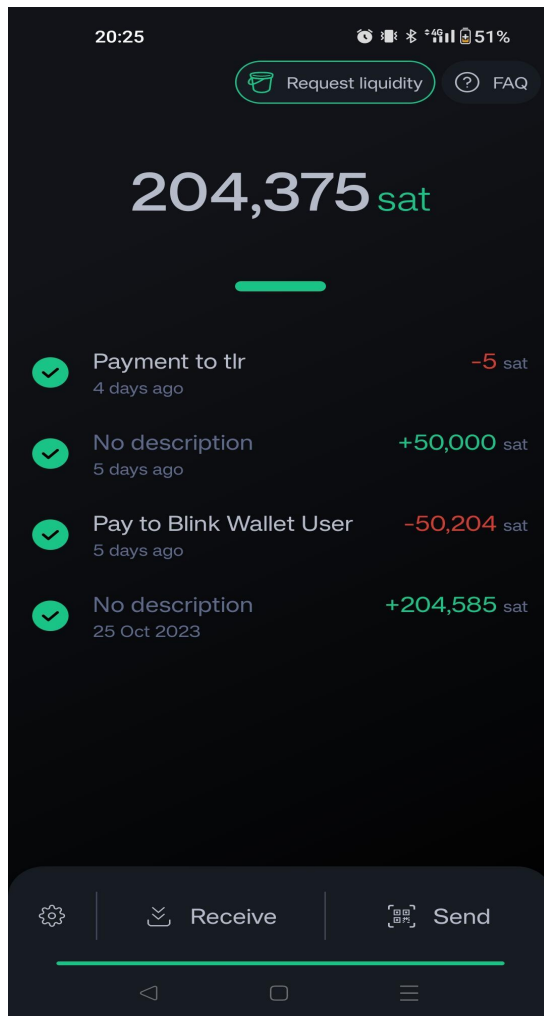 20:25
4G 51%
Request liquidity
FAQ
204,375 sat
Payment to tlr -5 sat
4 days ago
No description +50,000 sat
5 days ago
Pay to Blink Wallet User -50,204 sat
5 days ago
No description +204,585 sat
25 Oct 2023
Receive
Send